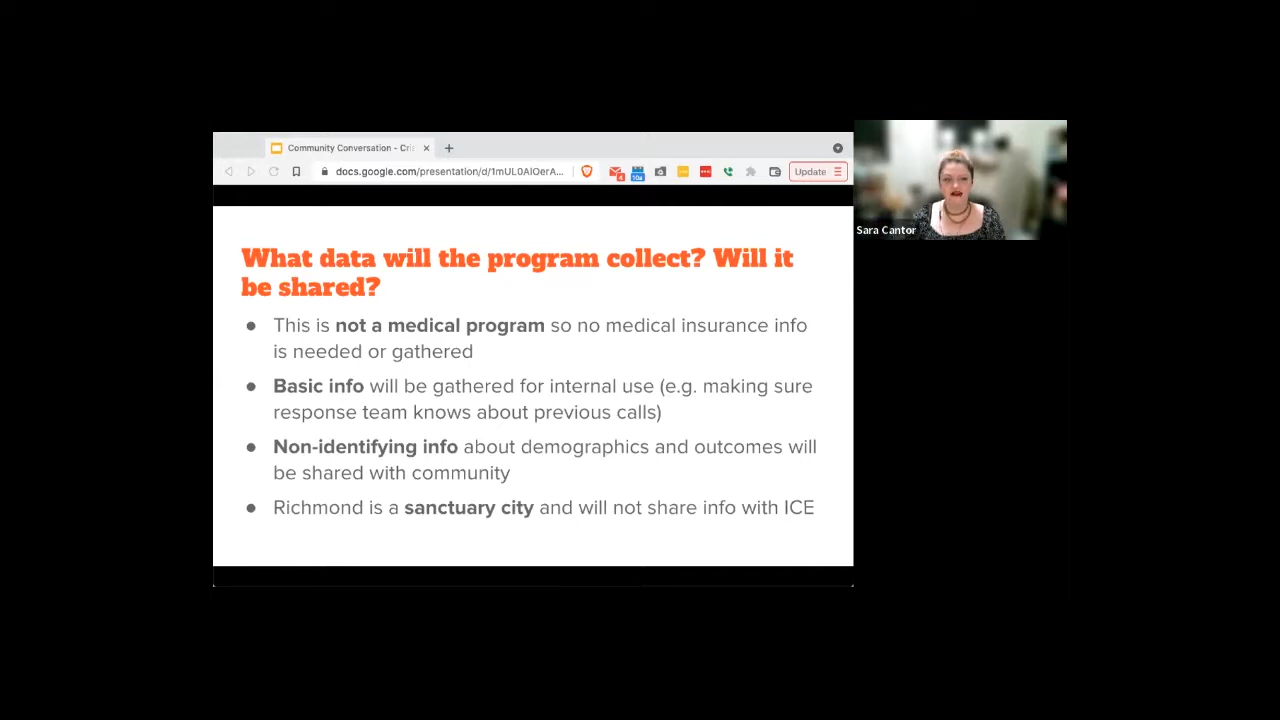 Community Conversation - Cri
docs.google.com/presentation/d/1mUL0AlOerA...
4
10a
Update
Sara Cantor
What data will the program collect? Will it
be shared?
● This is not a medical program so no medical insurance info
is needed or gathered
● Basic info will be gathered for internal use (e.g. making sure
response team knows about previous calls)
● Non-identifying info about demographics and outcomes will
be shared with community
● Richmond is a sanctuary city and will not share info with ICE